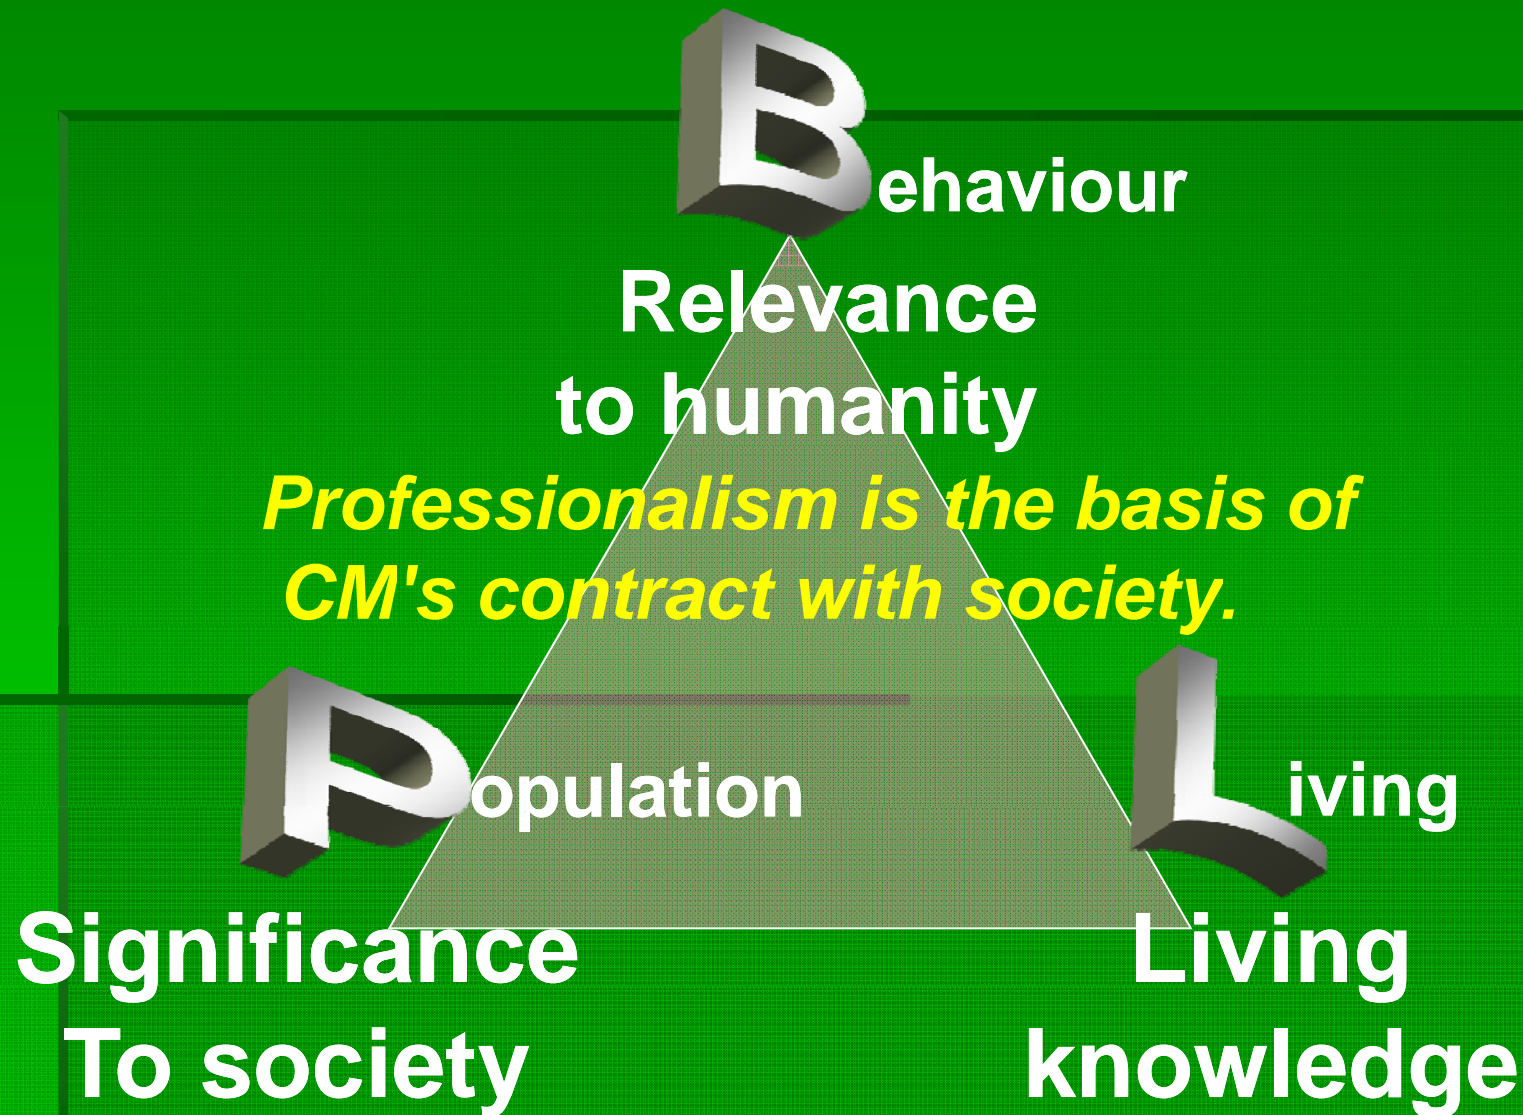 Behaviour
Relevance
to humanity
Professionalism is the basis of
CM's contract with society.
Population
Living
Significance
To society
Living
knowledge